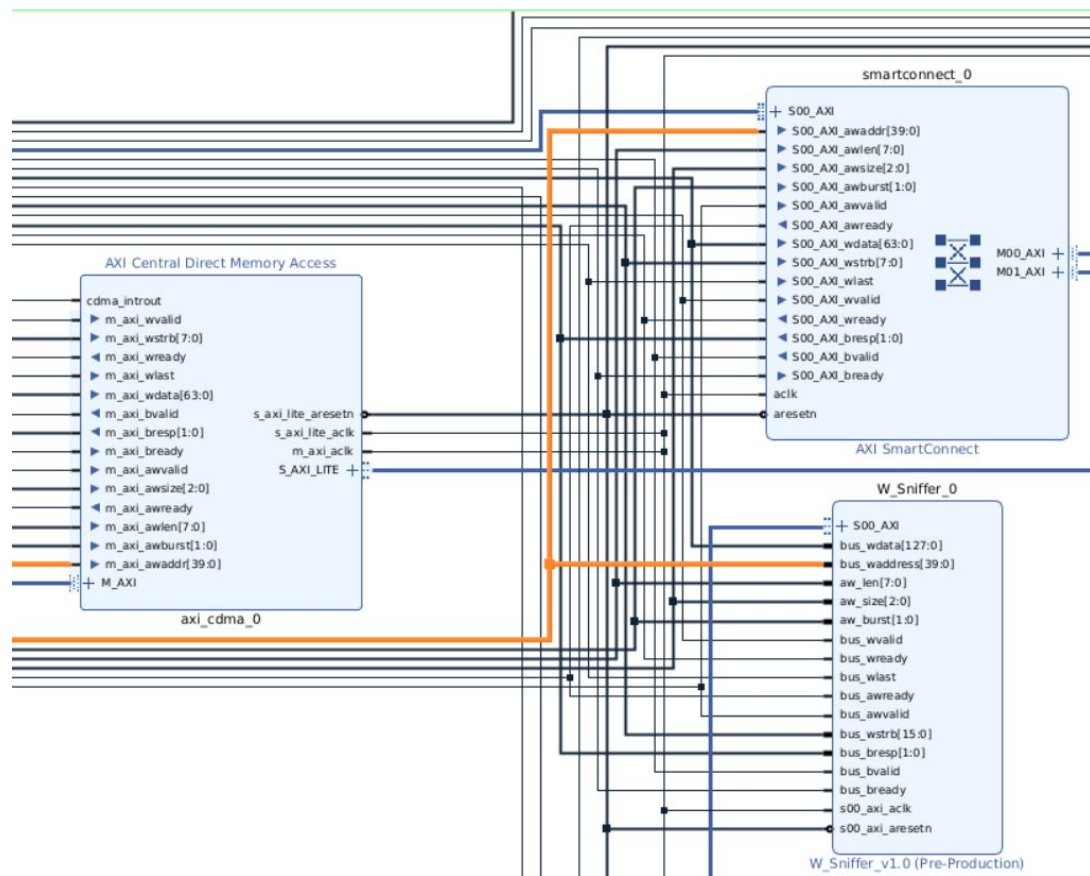 smartconnect_0
S00_AXI
S00_AXI_awaddr[39:0]
S00_AXI_awlen[7:0]
S00_AXI_awsize[2:0]
S00_AXI_awburst[1:0]
S00_AXI_awvalid
S00_AXI_awready
S00_AXI_wdata[63:0]
S00_AXI_wstrb[7:0]
S00_AXI_wlast
S00_AXI_wvalid
S00_AXI_wready
S00_AXI_bresp[1:0]
S00_AXI_bvalid
S00_AXI_bready
aclk
aresetn
M00_AXI
M01_AXI
AXI SmartConnect
AXI Central Direct Memory Access
cdma_introut
m_axi_wvalid
m_axi_wstrb[7:0]
m_axi_wready
m_axi_wlast
m_axi_wdata[63:0]
m_axi_bvalid
m_axi_bresp[1:0]
m_axi_bready
m_axi_awvalid
m_axi_awsize[2:0]
m_axi_awready
m_axi_awlen[7:0]
m_axi_awburst[1:0]
m_axi_awaddr[39:0]
M_AXI
s_axi_lite_aresetn
s_axi_lite_aclk
m_axi_aclk
S_AXI_LITE
axi_cdma_0
W_Sniffer_0
S00_AXI
bus_wdata[127:0]
bus_waddress[39:0]
aw_len[7:0]
aw_size[2:0]
aw_burst[1:0]
bus_wvalid
bus_wready
bus_wlast
bus_awready
bus_awvalid
bus_wstrb[15:0]
bus_bresp[1:0]
bus_bvalid
bus_bready
s00_axi_aclk
s00_axi_aresetn
W_Sniffer_v1.0 (Pre-Production)